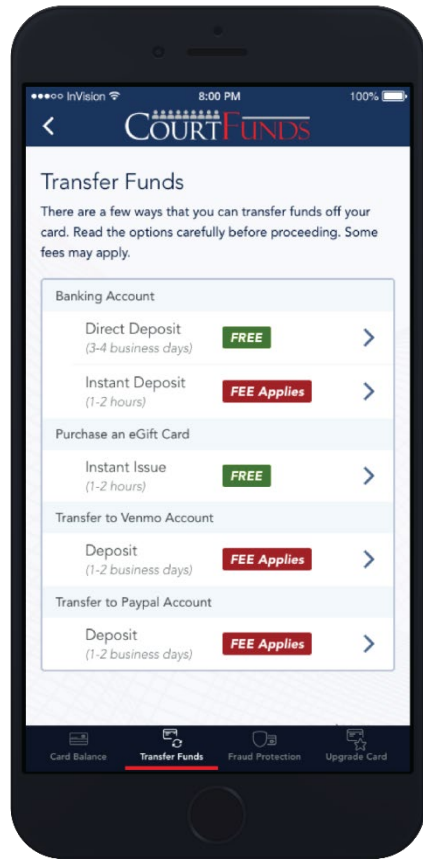 InVision 8:00 PM 100%
COURTFUNDS
Transfer Funds
There are a few ways that you can transfer funds off your
card. Read the options carefully before proceeding. Some
fees may apply.
Banking Account
Direct Deposit FREE
(3-4 business days)
Instant Deposit FEE Applies
(1-2 hours)
Purchase an eGift Card
Instant Issue FREE
(1-2 hours)
Transfer to Venmo Account
Deposit FEE Applies
(1-2 business days)
Transfer to Paypal Account
Deposit FEE Applies
(1-2 business days)
Card Balance Transfer Funds Fraud Protection Upgrade Card